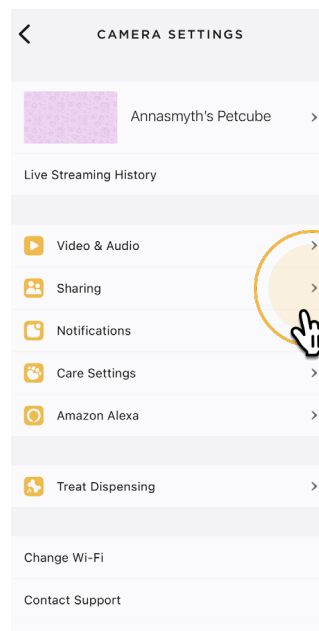 CAMERA SETTINGS
Annasmyth's Petcube
Live Streaming History
Video & Audio
Sharing
Notifications
Care Settings
Amazon Alexa
Treat Dispensing
Change Wi-Fi
Contact Support